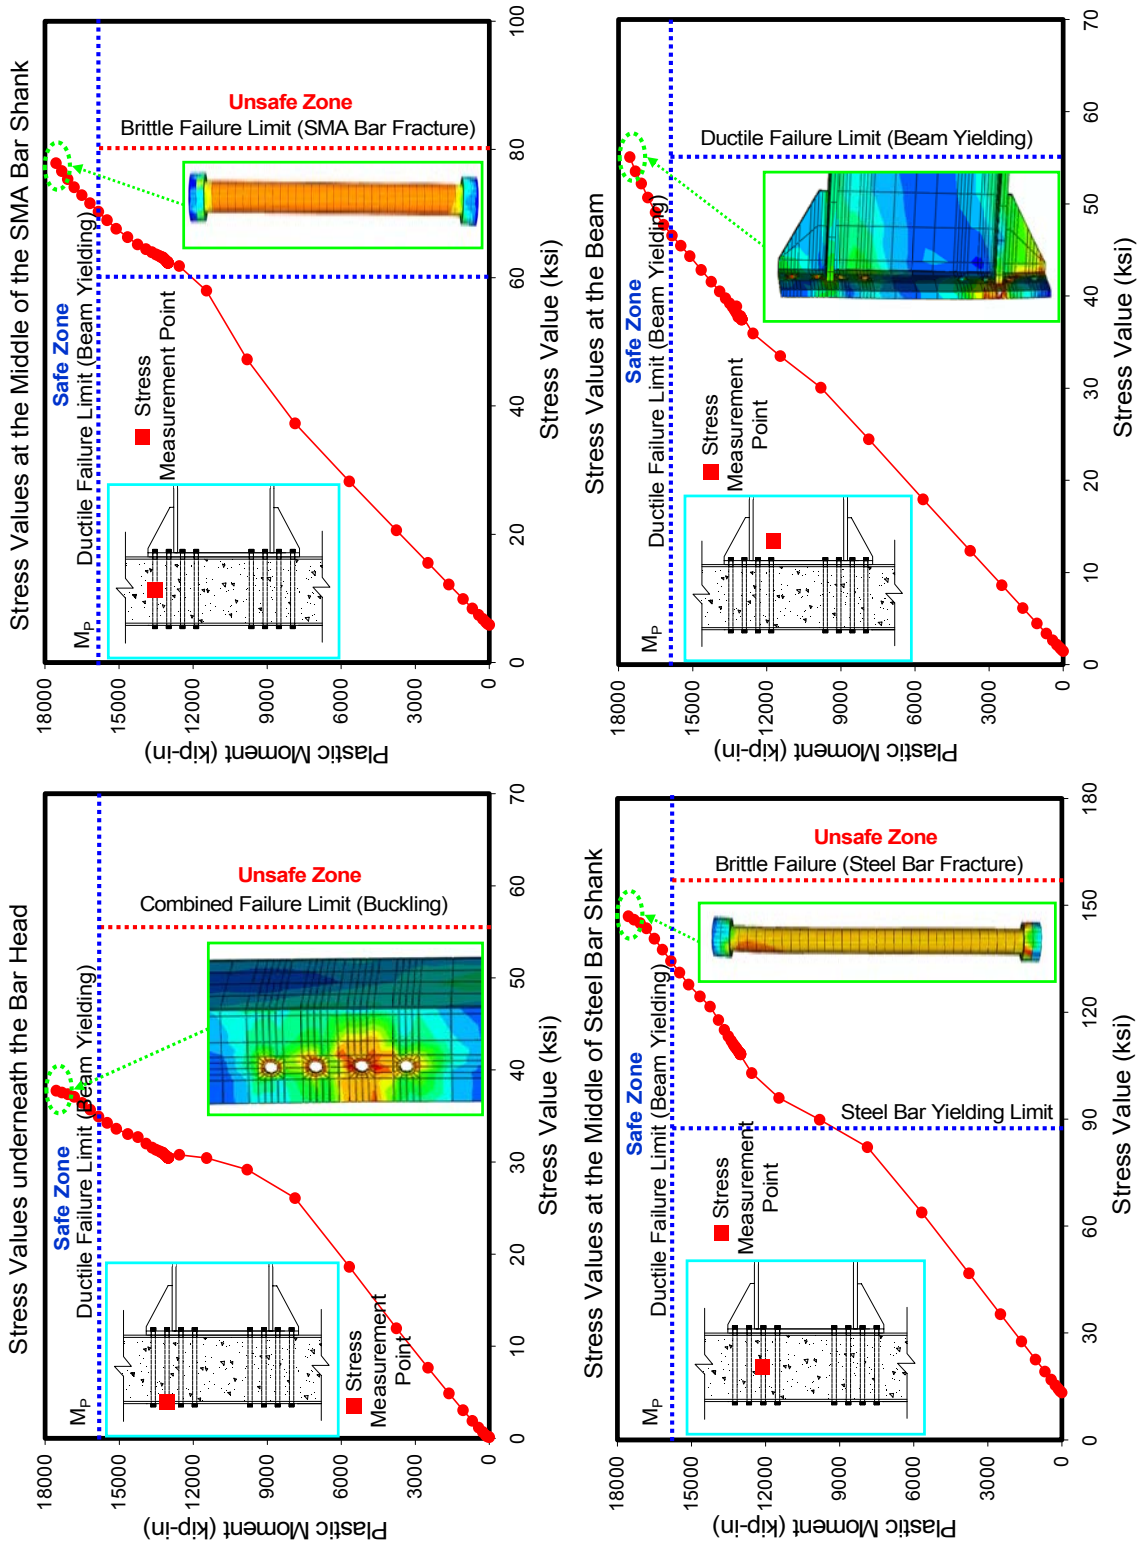 Stress Values underneath the Bar Head
Plastic Moment (kip-in)
18000
15000
12000
9000
6000
3000
0
0
10
20
30
40
50
60
70
Stress Value (ksi)
M_P
Safe Zone
Ductile Failure Limit (Beam Yielding)
Unsafe Zone
Combined Failure Limit (Buckling)
Stress
Measurement
Point
Stress Values at the Middle of the SMA Bar Shank
Plastic Moment (kip-in)
18000
15000
12000
9000
6000
3000
0
0
20
40
60
80
100
Stress Value (ksi)
M_P
Safe Zone
Ductile Failure Limit (Beam Yielding)
Unsafe Zone
Brittle Failure Limit (SMA Bar Fracture)
Stress
Measurement Point
Stress Values at the Middle of Steel Bar Shank
Plastic Moment (kip-in)
18000
15000
12000
9000
6000
3000
0
0
30
60
90
120
150
180
Stress Value (ksi)
M_P
Safe Zone
Ductile Failure Limit (Beam Yielding)
Unsafe Zone
Brittle Failure (Steel Bar Fracture)
Steel Bar Yielding Limit
Stress
Measurement
Point
Stress Values at the Beam
Plastic Moment (kip-in)
18000
15000
12000
9000
6000
3000
0
0
10
20
30
40
50
60
70
Stress Value (ksi)
M_P
Safe Zone
Ductile Failure Limit (Beam Yielding)
Ductile Failure Limit (Beam Yielding)
Stress
Measurement
Point